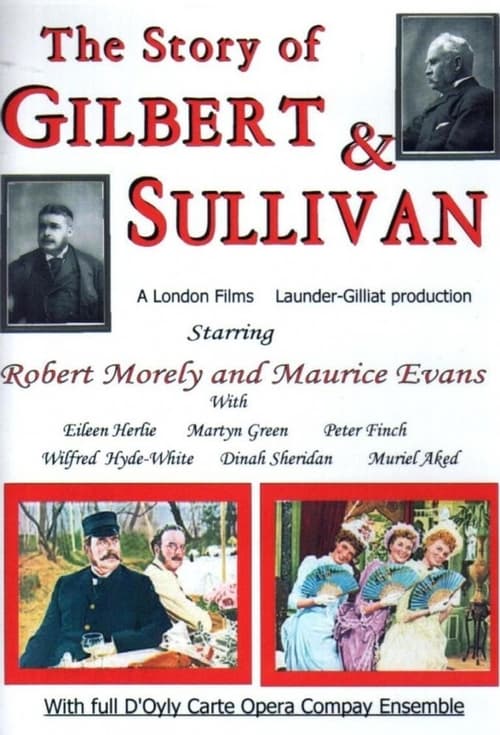 The Story of
GILBERT
&
SULLIVAN
A London Films Launder-Gilliat production
Starring
Robert Morely and Maurice Evans
With
Eileen Herlie Martyn Green Peter Finch
Wilfred Hyde-White Dinah Sheridan Muriel Aked
With full D'Oyly Carte Opera Compay Ensemble